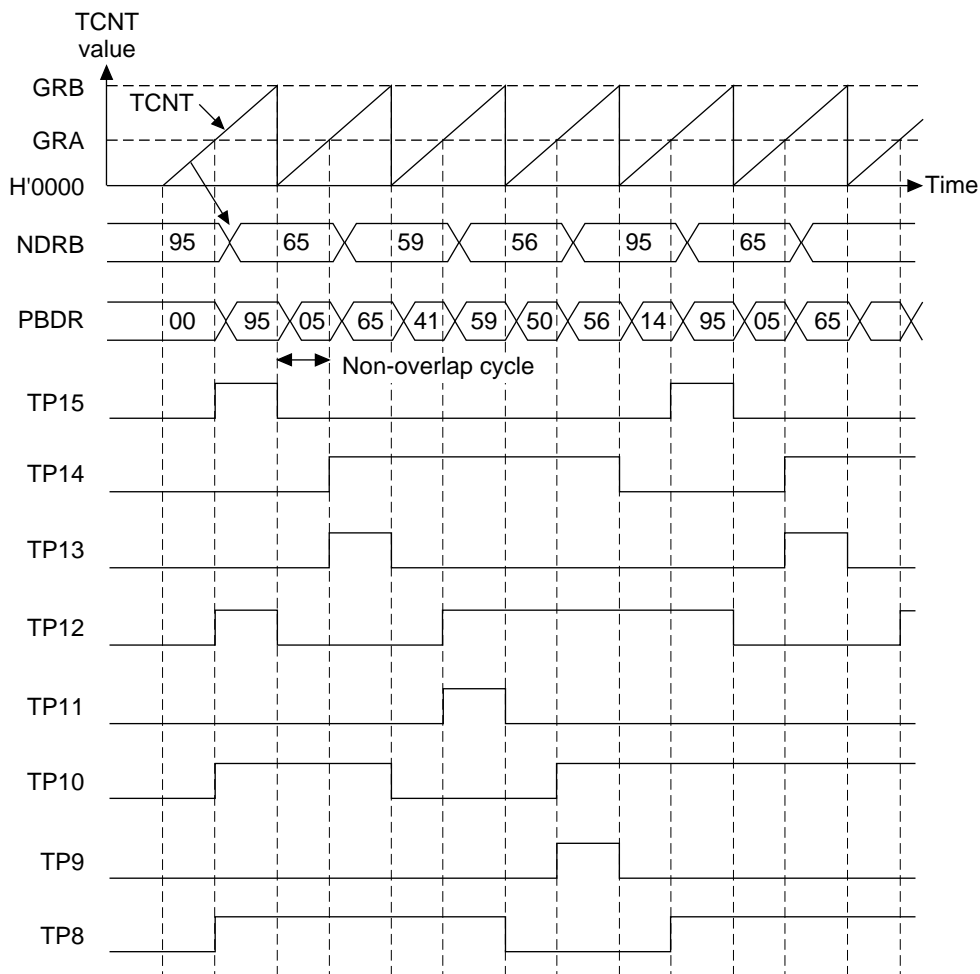 TCNT
value
GRB
TCNT
GRA
H'0000
Time
NDRB 95 65 59 56 95 65
PBDR 00 95 05 65 41 59 50 56 14 95 05 65
Non-overlap cycle
TP15
TP14
TP13
TP12
TP11
TP10
TP9
TP8